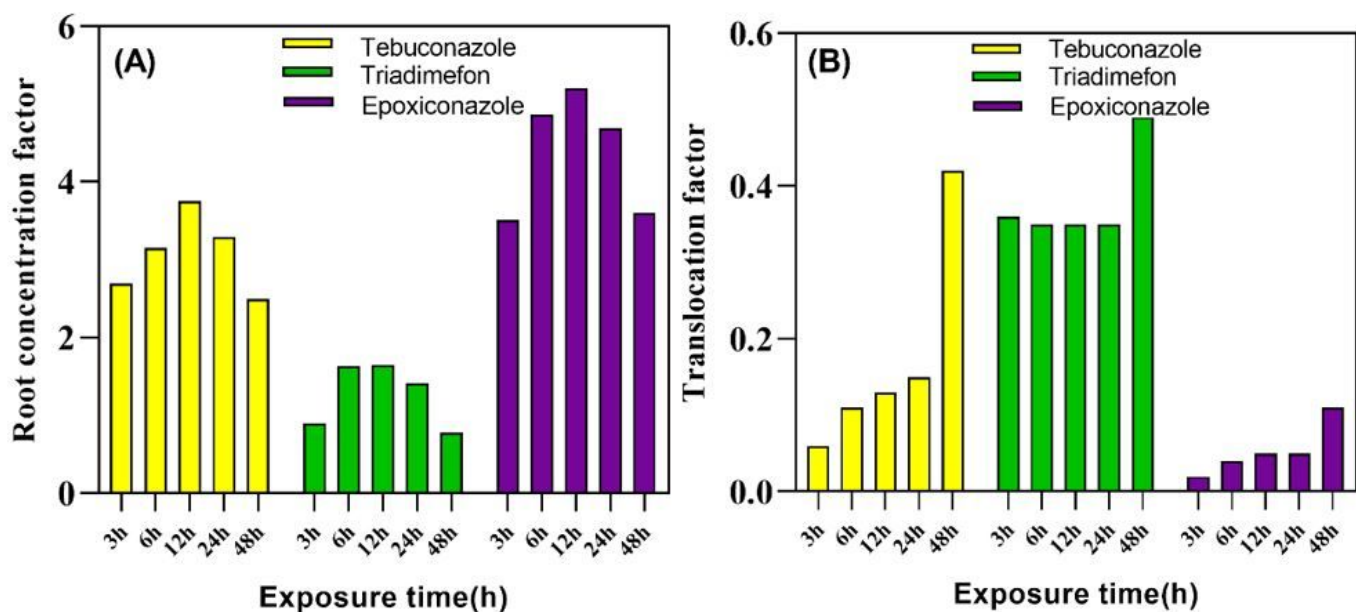 (A)
Tebuconazole
Triadimefon
Epoxiconazole
Root concentration factor
6
4
2
0
3h 6h 12h 24h 48h 3h 6h 12h 24h 48h 3h 6h 12h 24h 48h
Exposure time(h)
(B)
Tebuconazole
Triadimefon
Epoxiconazole
Translocation factor
0.6
0.4
0.2
0.0
3h 6h 12h 24h 48h 3h 6h 12h 24h 48h 3h 6h 12h 24h 48h
Exposure time(h)